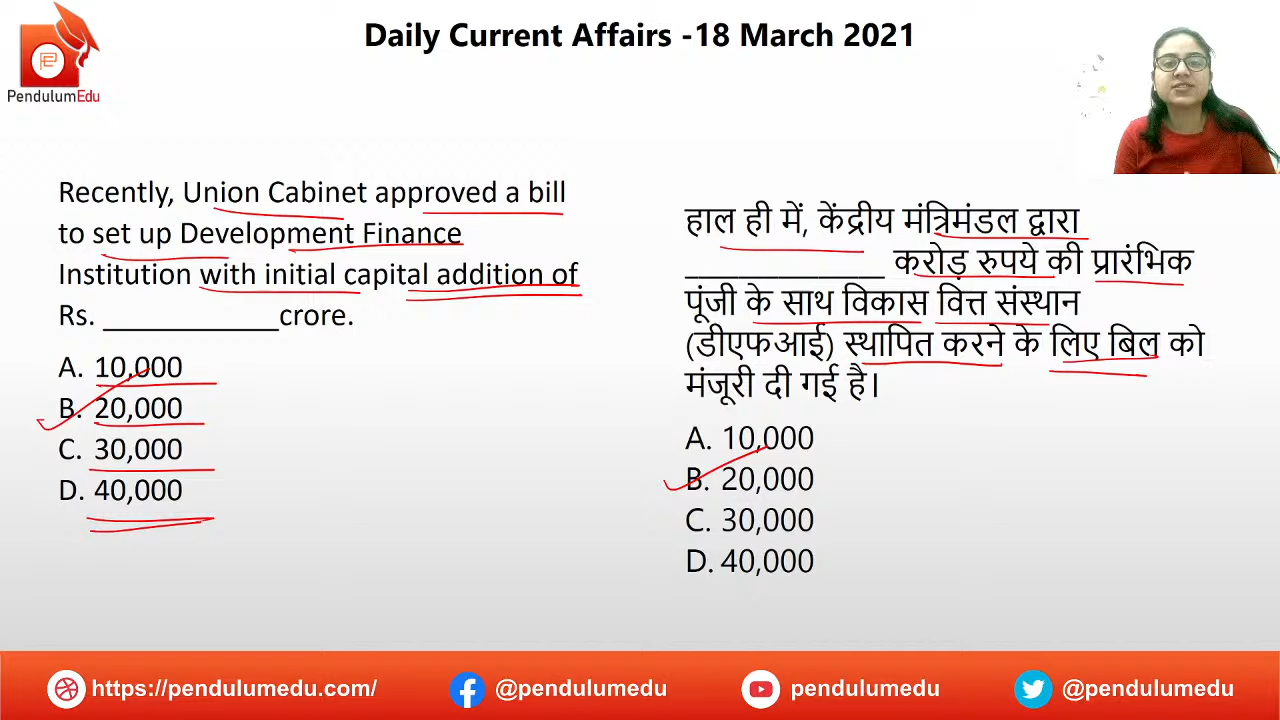 Daily Current Affairs -18 March 2021
PendulumEdu
Recently, Union Cabinet approved a bill
to set up Development Finance
Institution with initial capital addition of
Rs. ____________crore.
A. 10,000
B. 20,000
C. 30,000
D. 40,000
हाल ही में, केंद्रीय मंत्रिमंडल द्वारा
______________ करोड़ रुपये की प्रारंभिक
पूंजी के साथ विकास वित्त संस्थान
(डीएफआई) स्थापित करने के लिए बिल को
मंजूरी दी गई है।
A. 10,000
B. 20,000
C. 30,000
D. 40,000
https://pendulumedu.com/
@pendulumedu
pendulumedu
@pendulumedu